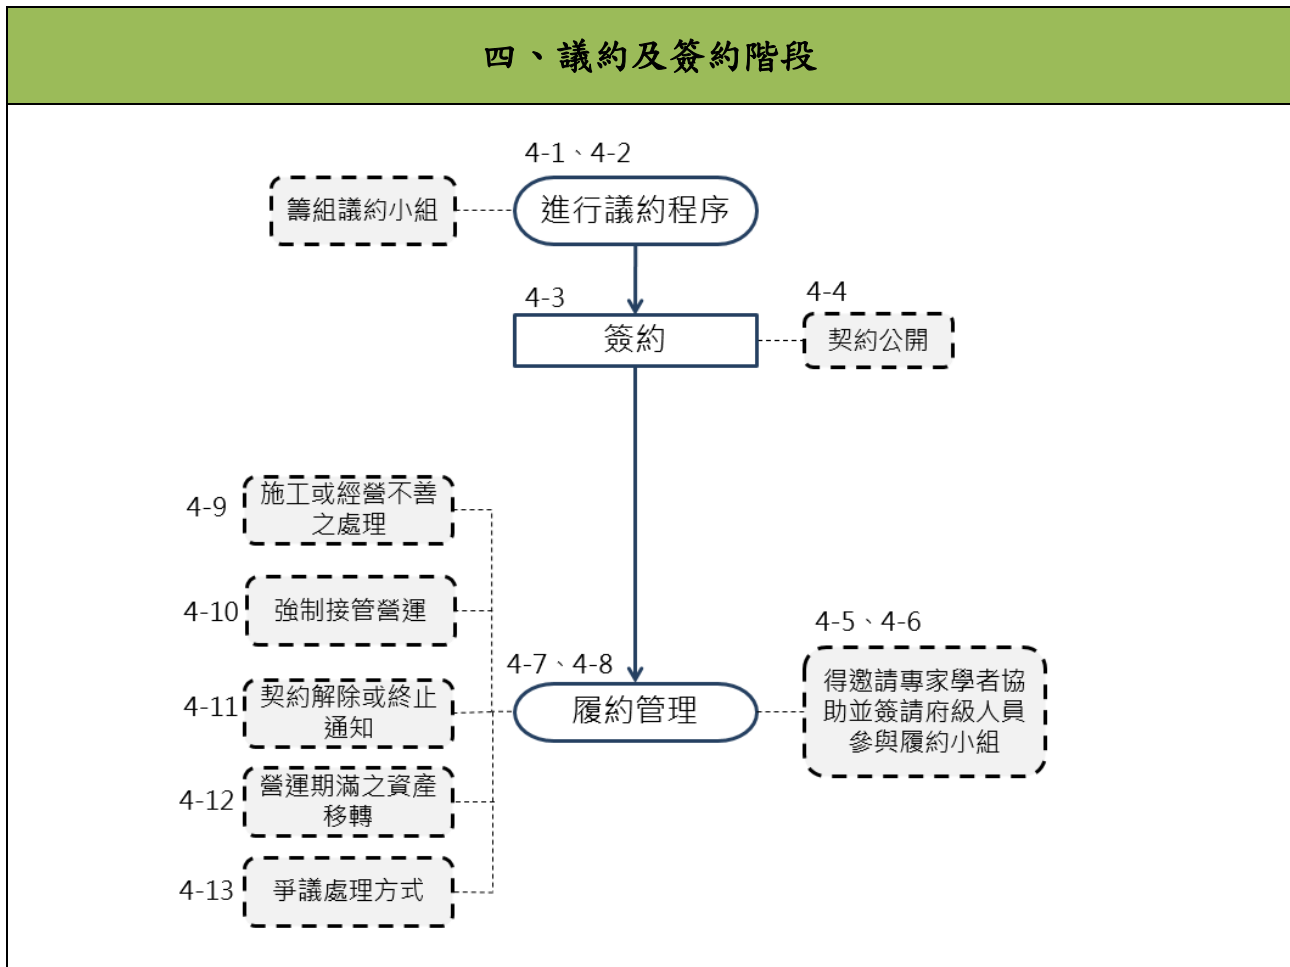 四、議約及簽約階段
4-1、4-2
籌組議約小組
進行議約程序
4-3
簽約
4-4
契約公開
4-9
施工或經營不善
之處理
4-10
強制接管營運
4-11
契約解除或終止
通知
4-12
營運期滿之資產
移轉
4-13
爭議處理方式
4-7、4-8
履約管理
4-5、4-6
得邀請專家學者協
助並簽請府級人員
參與履約小組